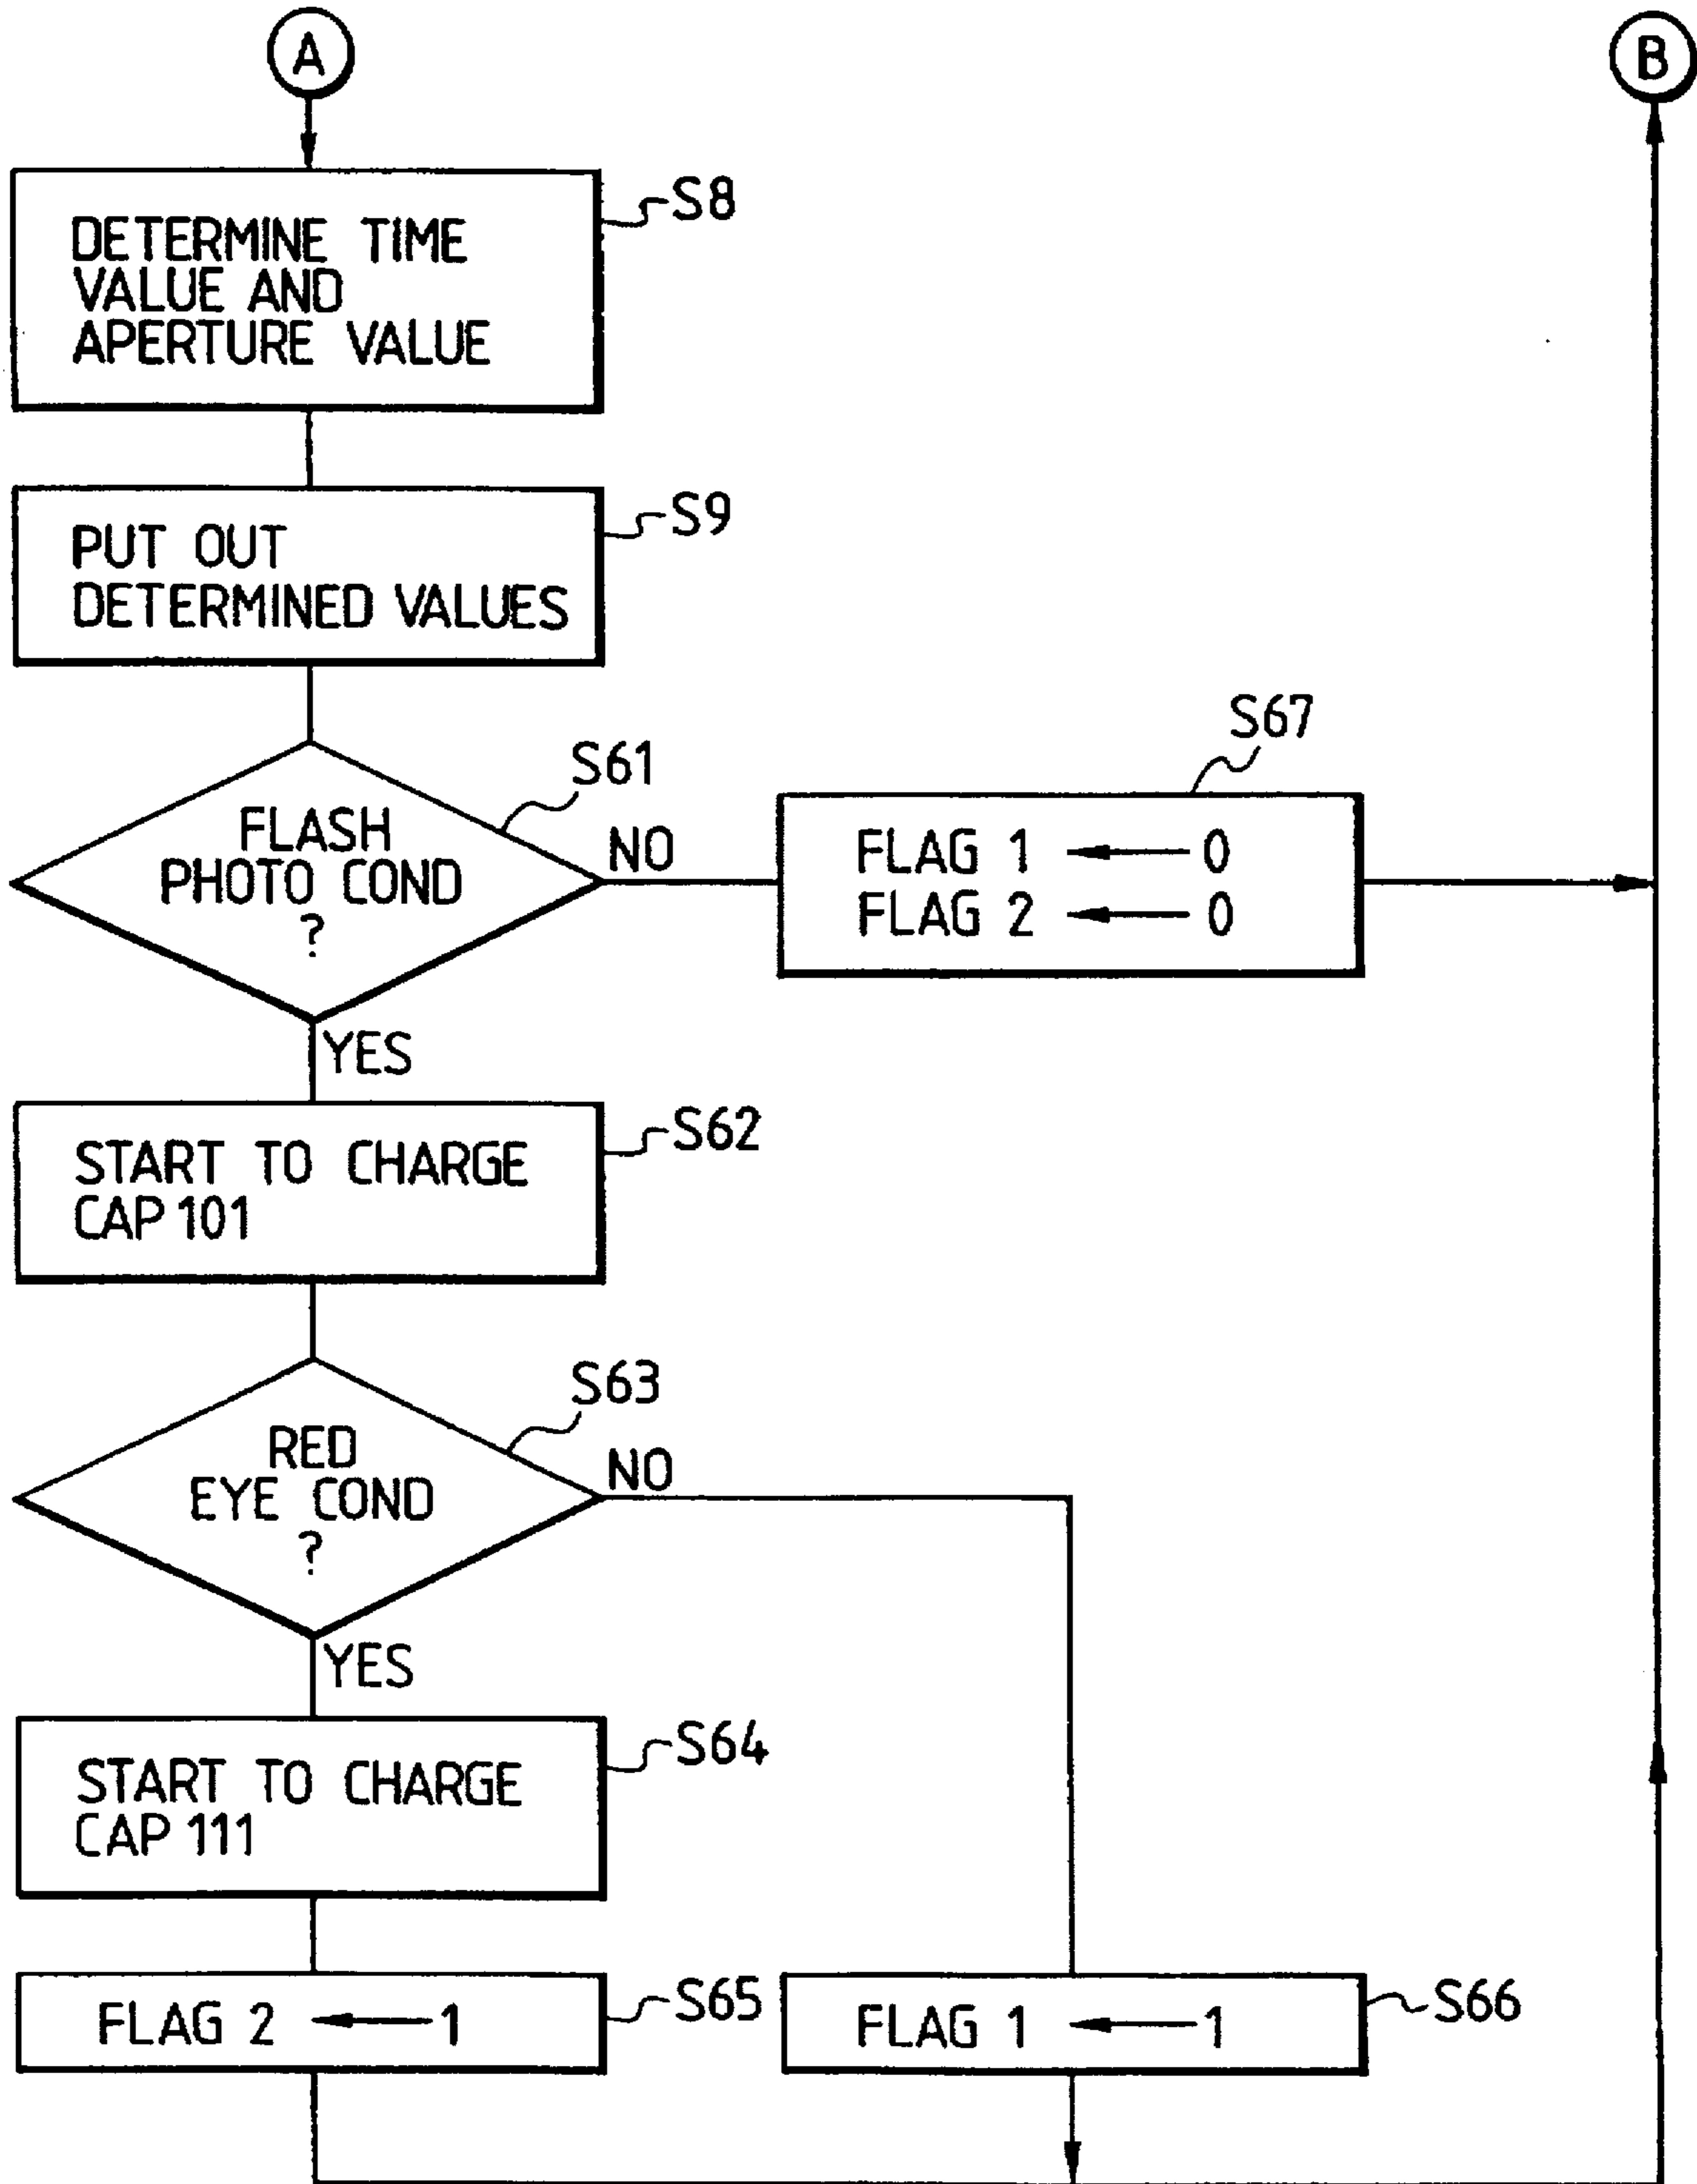 A
B
S8
DETERMINE TIME
VALUE AND
APERTURE VALUE
S9
PUT OUT
DETERMINED VALUES
S61
FLASH
PHOTO COND
?
NO
YES
S67
FLAG 1 ← 0
FLAG 2 ← 0
S62
START TO CHARGE
CAP 101
S63
RED
EYE COND
?
NO
YES
S64
START TO CHARGE
CAP 111
S65
FLAG 2 ← 1
FLAG 1 ← 1
S66